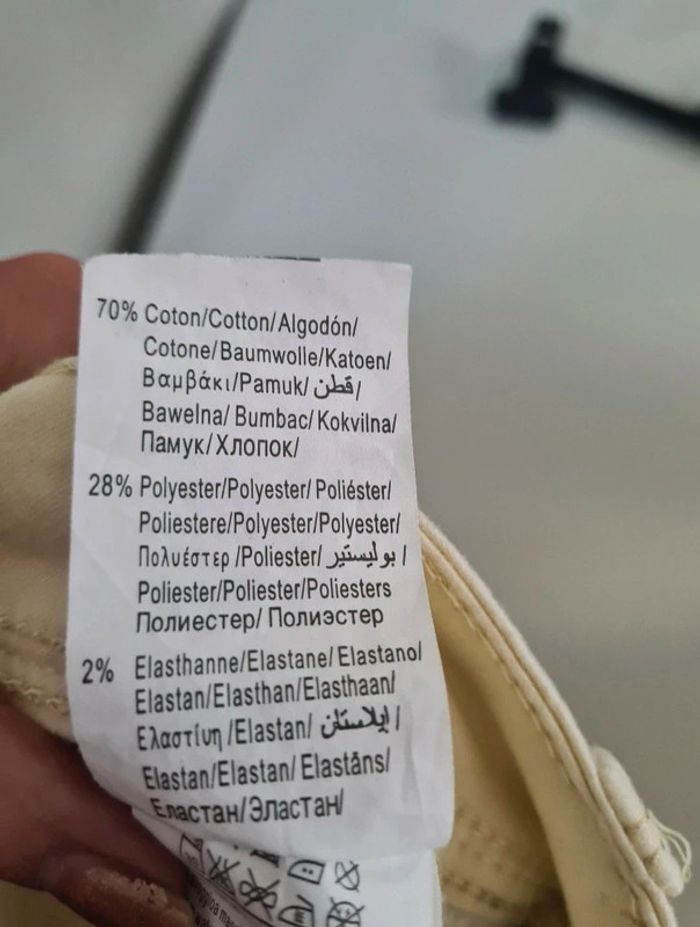 70% Coton/Cotton/Algodón/
Cotone/Baumwolle/Katoen/
Βαμβάκι/Pamuk/قطن/
Bawelna/Bumbac/Kokvilna/
Памук/Хлопок/
28% Polyester/Polyester/Poliéster/
Poliestere/Polyester/Polyester/
Πολυέστερ/Poliester/بوليستير/
Poliester/Poliester/Poliesters
Полиестер/Полиэстер
2% Elasthanne/Elastane/Elastano/
Elastan/Elasthan/Elasthaan/
Ελαστίνη/Elastan/إيلاستان/
Elastan/Elastan/Elastāns/
Еластан/Эластан/